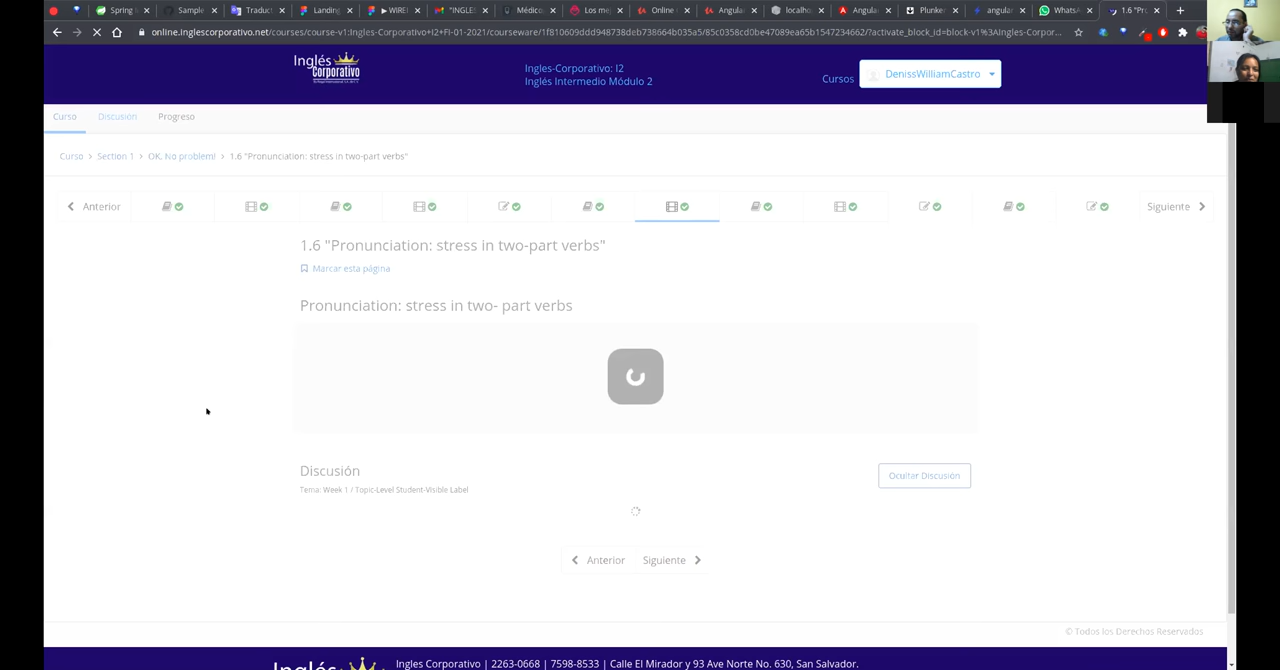 Spring
Sample
Traduct
Landing
▶ WIRE
"INGLES
Médico
Los me
Online
Angula
localho
Angula
Plunker
angular
WhatsA
1.6 "Pr
online.inglescorporativo.net/courses/course-v1:Ingles-Corporativo+I2+FI-01-2021/courseware/1f810609ddd948738deb738664b035a5/85c0358cd0be47089ea65b1547234662/?activate_block_id=block-v1%3AIngles-Corpor...
Inglés
Corporativo
Ingles-Corporativo: I2
Inglés Intermedio Módulo 2
Cursos
DenissWilliamCastro
Curso
Discusión
Progreso
Curso > Section 1 > OK. No problem! > 1.6 "Pronunciation: stress in two-part verbs"
Anterior
Siguiente
1.6 "Pronunciation: stress in two-part verbs"
Marcar esta página
Pronunciation: stress in two- part verbs
Discusión
Ocultar Discusión
Tema: Week 1 / Topic-Level Student-Visible Label
Anterior
Siguiente
© Todos los Derechos Reservados
Inglés
Ingles Corporativo | 2263-0668 | 7598-8533 | Calle El Mirador y 93 Ave Norte No. 630, San Salvador.